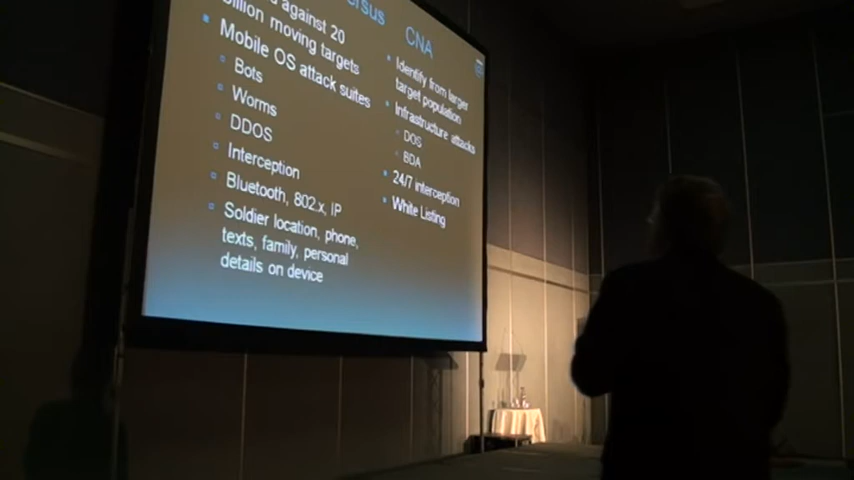 versus
CNA
against 20
billion moving targets
Mobile OS attack suites
Bots
Worms
DDOS
Interception
Bluetooth, 802.x, IP
Soldier location, phone,
texts, family, personal
details on device
Identify from larger
target population
Infrastructure attacks
DOS
BDA
24/7 interception
White Listing